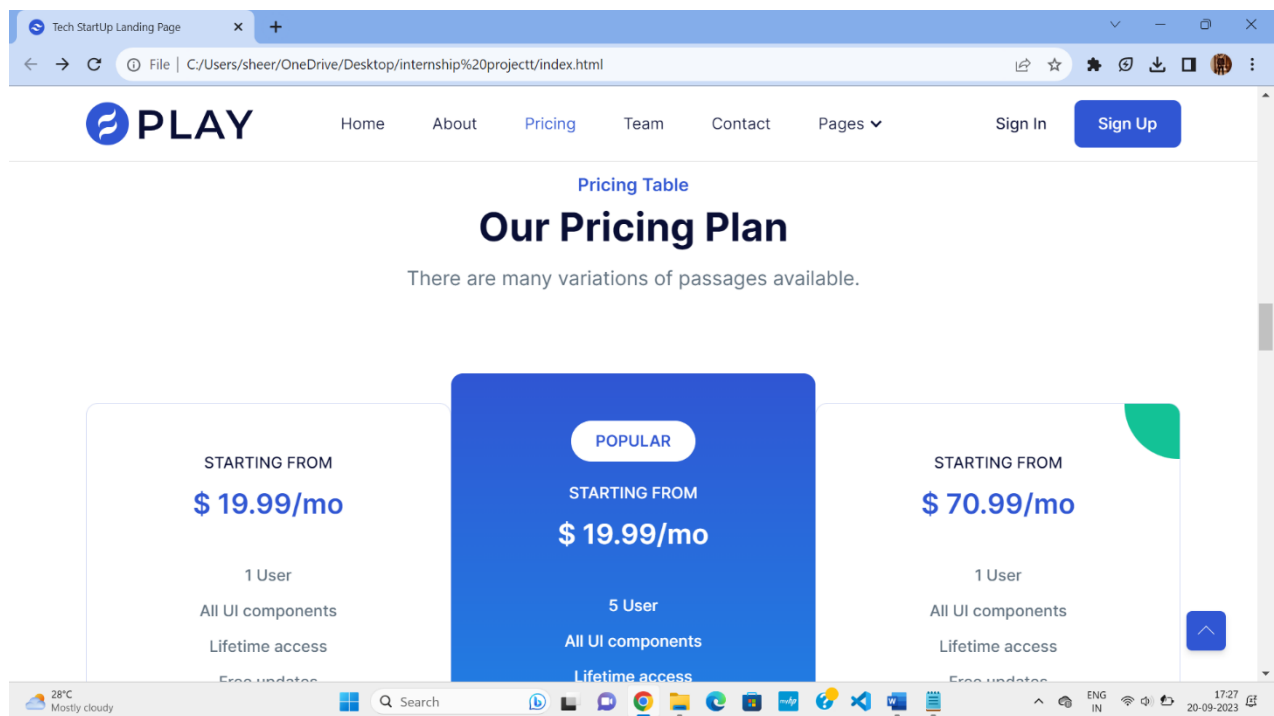 Tech StartUp Landing Page
File | C:/Users/sheer/OneDrive/Desktop/internship%20projectt/index.html
PLAY Home About Pricing Team Contact Pages Sign In Sign Up
Pricing Table
Our Pricing Plan
There are many variations of passages available.
STARTING FROM
$ 19.99/mo
1 User
All UI components
Lifetime access
Free updates
POPULAR
STARTING FROM
$ 19.99/mo
5 User
All UI components
Lifetime access
STARTING FROM
$ 70.99/mo
1 User
All UI components
Lifetime access
Free updates
28°C
Mostly cloudy
Search
ENG
IN
17:27
20-09-2023